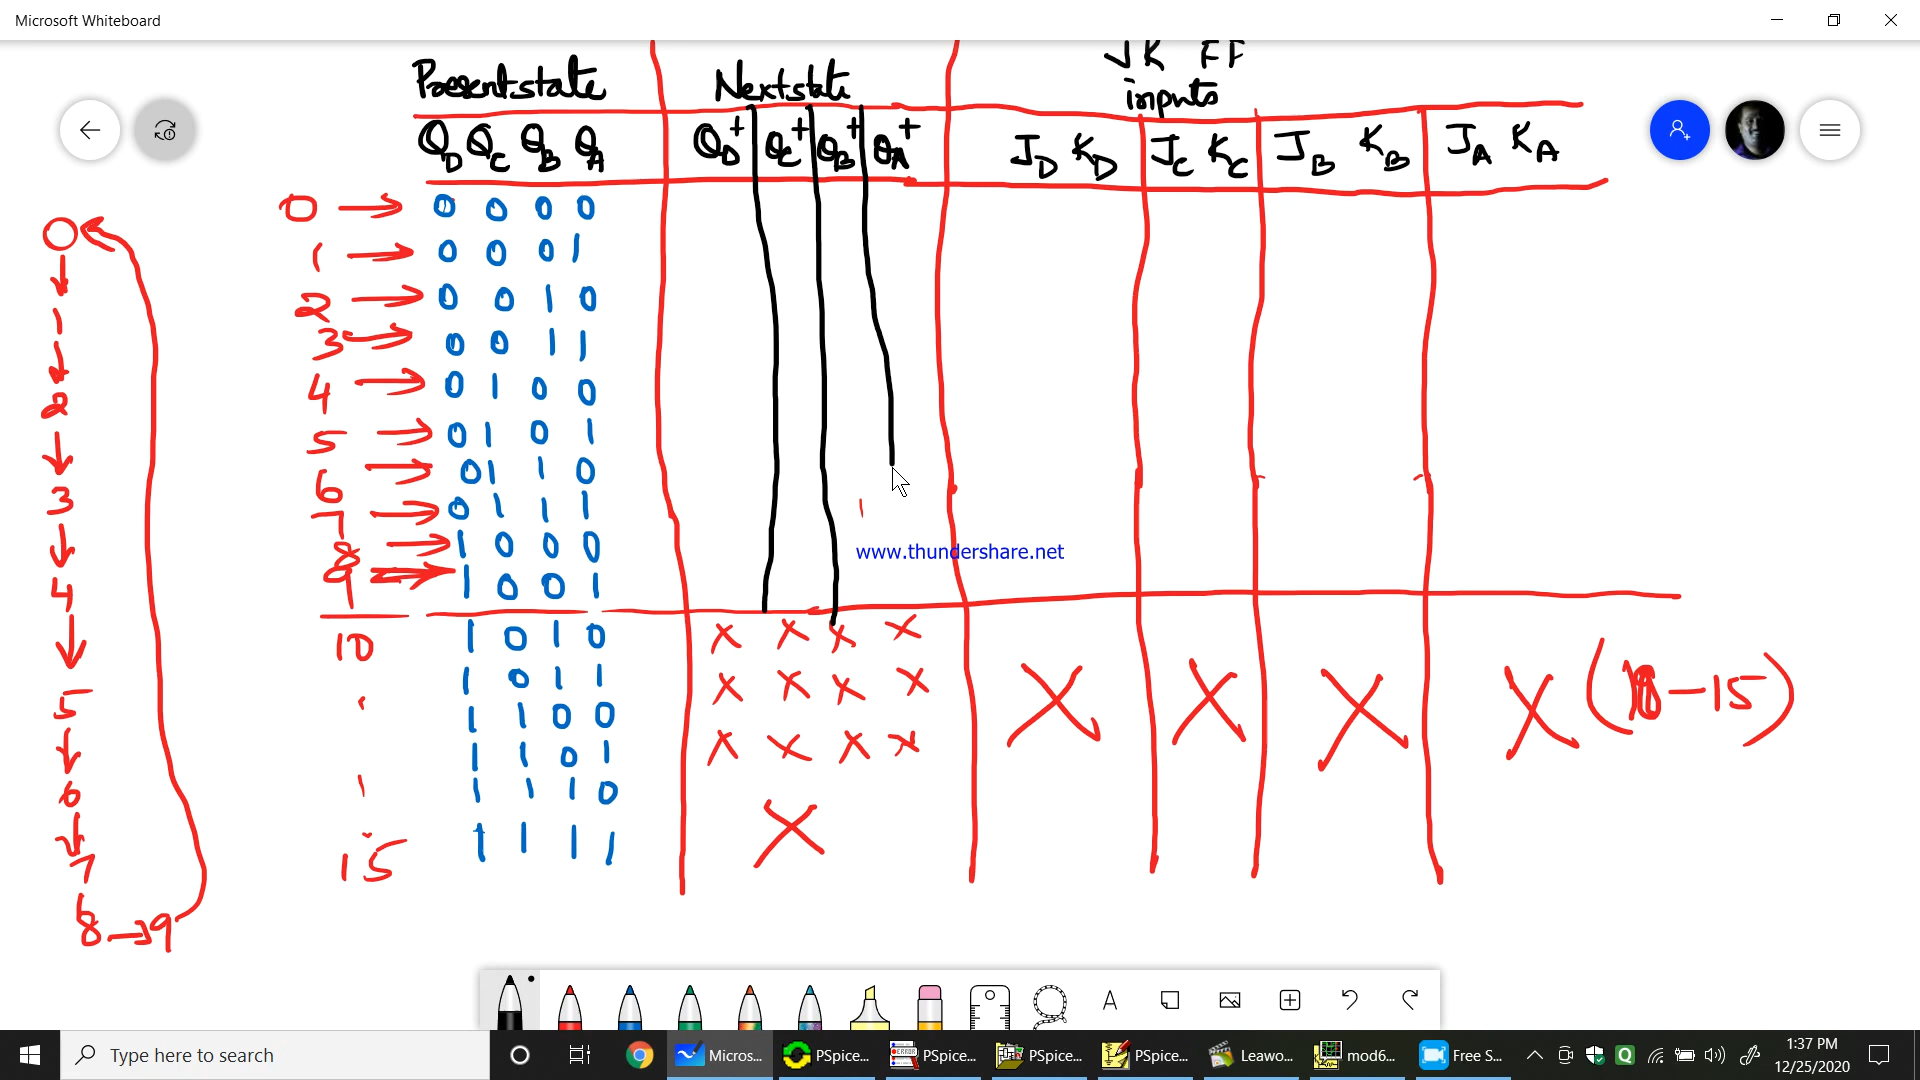 Microsoft Whiteboard
JK FF
Present state Next state inputs
QD QC QB QA QD+ QC+ QB+ QA+ JD KD JC KC JB KB JA KA
0 → 0 0 0 0
1 → 0 0 0 1
2 → 0 0 1 0
3 → 0 0 1 1
4 → 0 1 0 0
5 → 0 1 0 1
6 → 0 1 1 0
7 → 0 1 1 1
8 → 1 0 0 0
9 → 1 0 0 1
10 1 0 1 0 X X X X
1 0 1 1 X X X X
1 1 0 0
1 1 0 1 X X X X
1 1 1 0
15 1 1 1 1 X
X X X X ( –15)
0
↓
1
↓
2
↓
3
↓
4
↓
5
↓
6
↓
7
↓
8 → 9
www.thundershare.net
A
Type here to search
Micros...
PSpice...
PSpice...
PSpice...
PSpice...
Leawo...
mod6...
Free S...
1:37 PM
12/25/2020